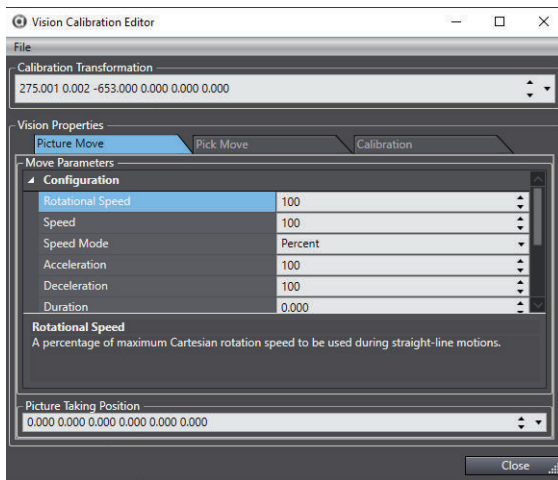 Vision Calibration Editor
File
Calibration Transformation
275.001 0.002 -653.000 0.000 0.000 0.000
Vision Properties
Picture Move Pick Move Calibration
Move Parameters
Configuration
Rotational Speed 100
Speed 100
Speed Mode Percent
Acceleration 100
Deceleration 100
Duration 0.000
Rotational Speed
A percentage of maximum Cartesian rotation speed to be used during straight-line motions.
Picture Taking Position
0.000 0.000 0.000 0.000 0.000 0.000
Close